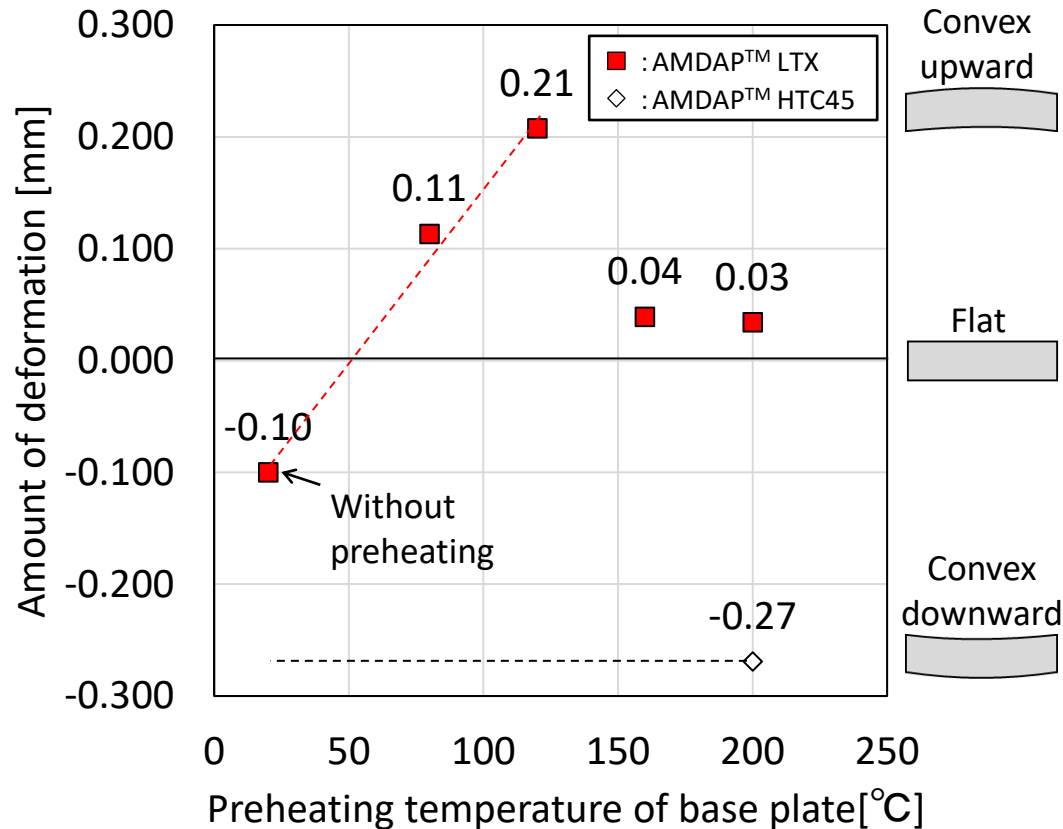 Amount of deformation [mm]
0.300
0.200
0.100
0.000
-0.100
-0.200
-0.300
: AMDAP™ LTX
: AMDAP™ HTC45
0.21
0.11
0.04
0.03
-0.10
Without
preheating
-0.27
0
50
100
150
200
250
Preheating temperature of base plate[℃]
Convex
upward
Flat
Convex
downward